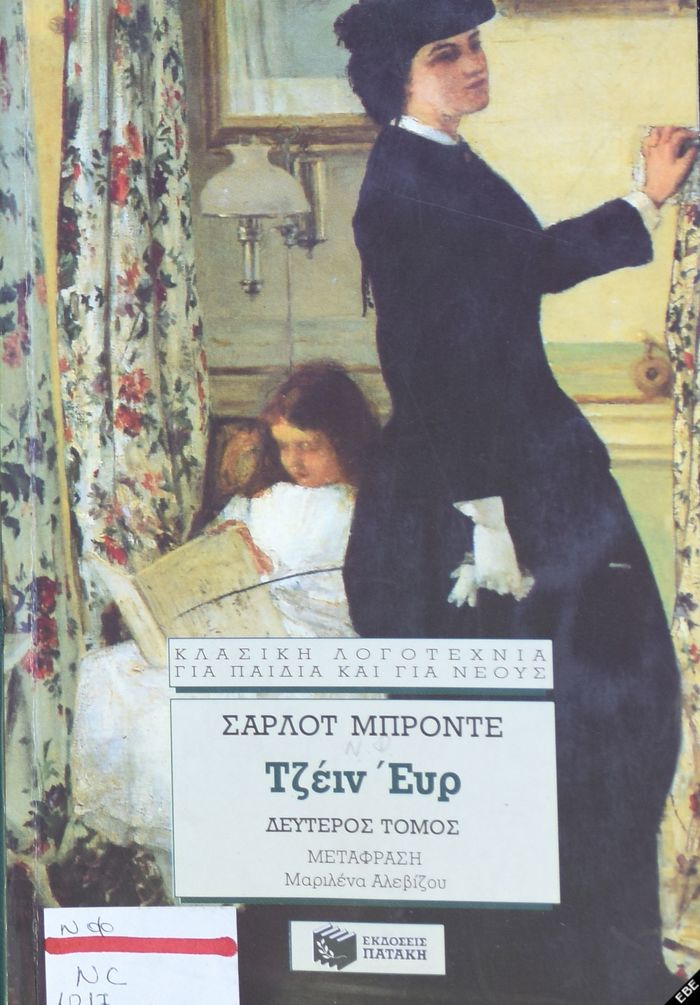 ΚΛΑΣΙΚΗ ΛΟΓΟΤΕΧΝΙΑ
ΓΙΑ ΠΑΙΔΙΑ ΚΑΙ ΓΙΑ ΝΕΟΥΣ
ΣΑΡΛΟΤ ΜΠΡΟΝΤΕ
Ν Φ
Τζέιν Έυρ
ΔΕΥΤΕΡΟΣ ΤΟΜΟΣ
ΜΕΤΑΦΡΑΣΗ
Μαριλένα Αλεβίζου
ΕΚΔΟΣΕΙΣ
ΠΑΤΑΚΗ
Ν Φ
NC
ΕΒΕ